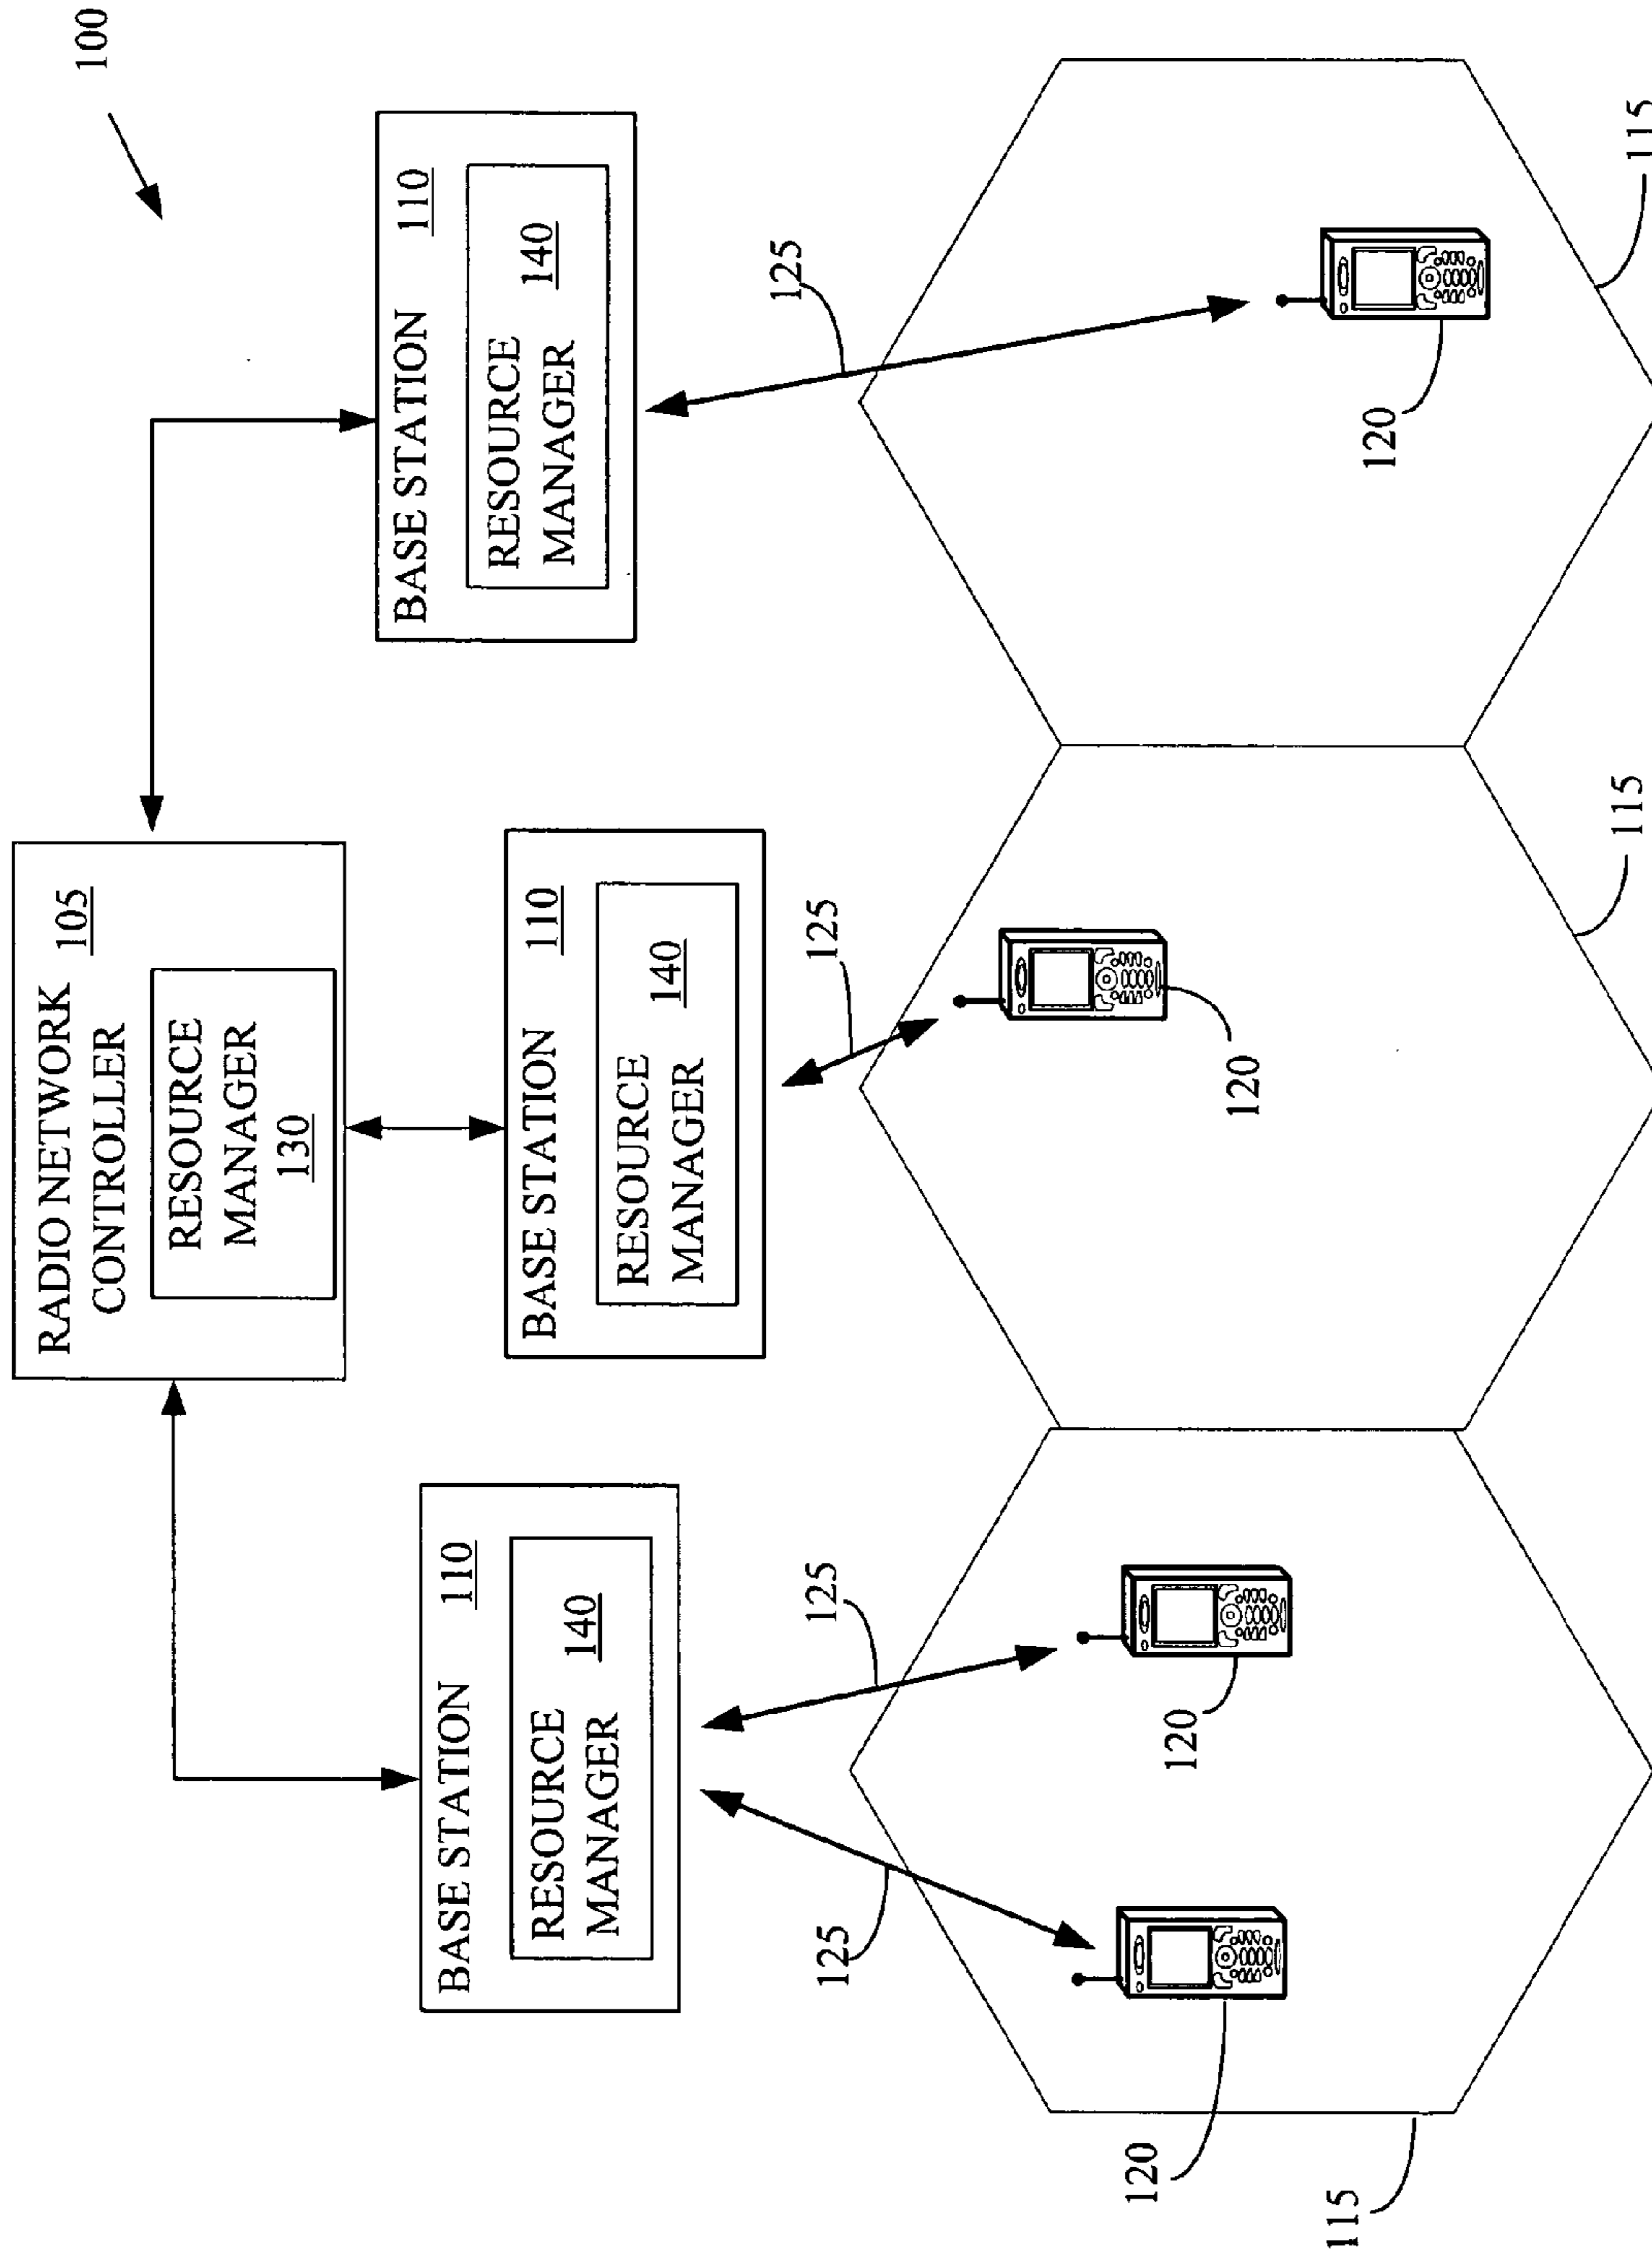 100
RADIO NETWORK
CONTROLLER 105
RESOURCE
MANAGER
130
BASE STATION 110
RESOURCE
MANAGER 140
BASE STATION 110
RESOURCE
MANAGER 140
BASE STATION 110
RESOURCE
MANAGER 140
125
125
125
125
120
120
120
120
115
115
115